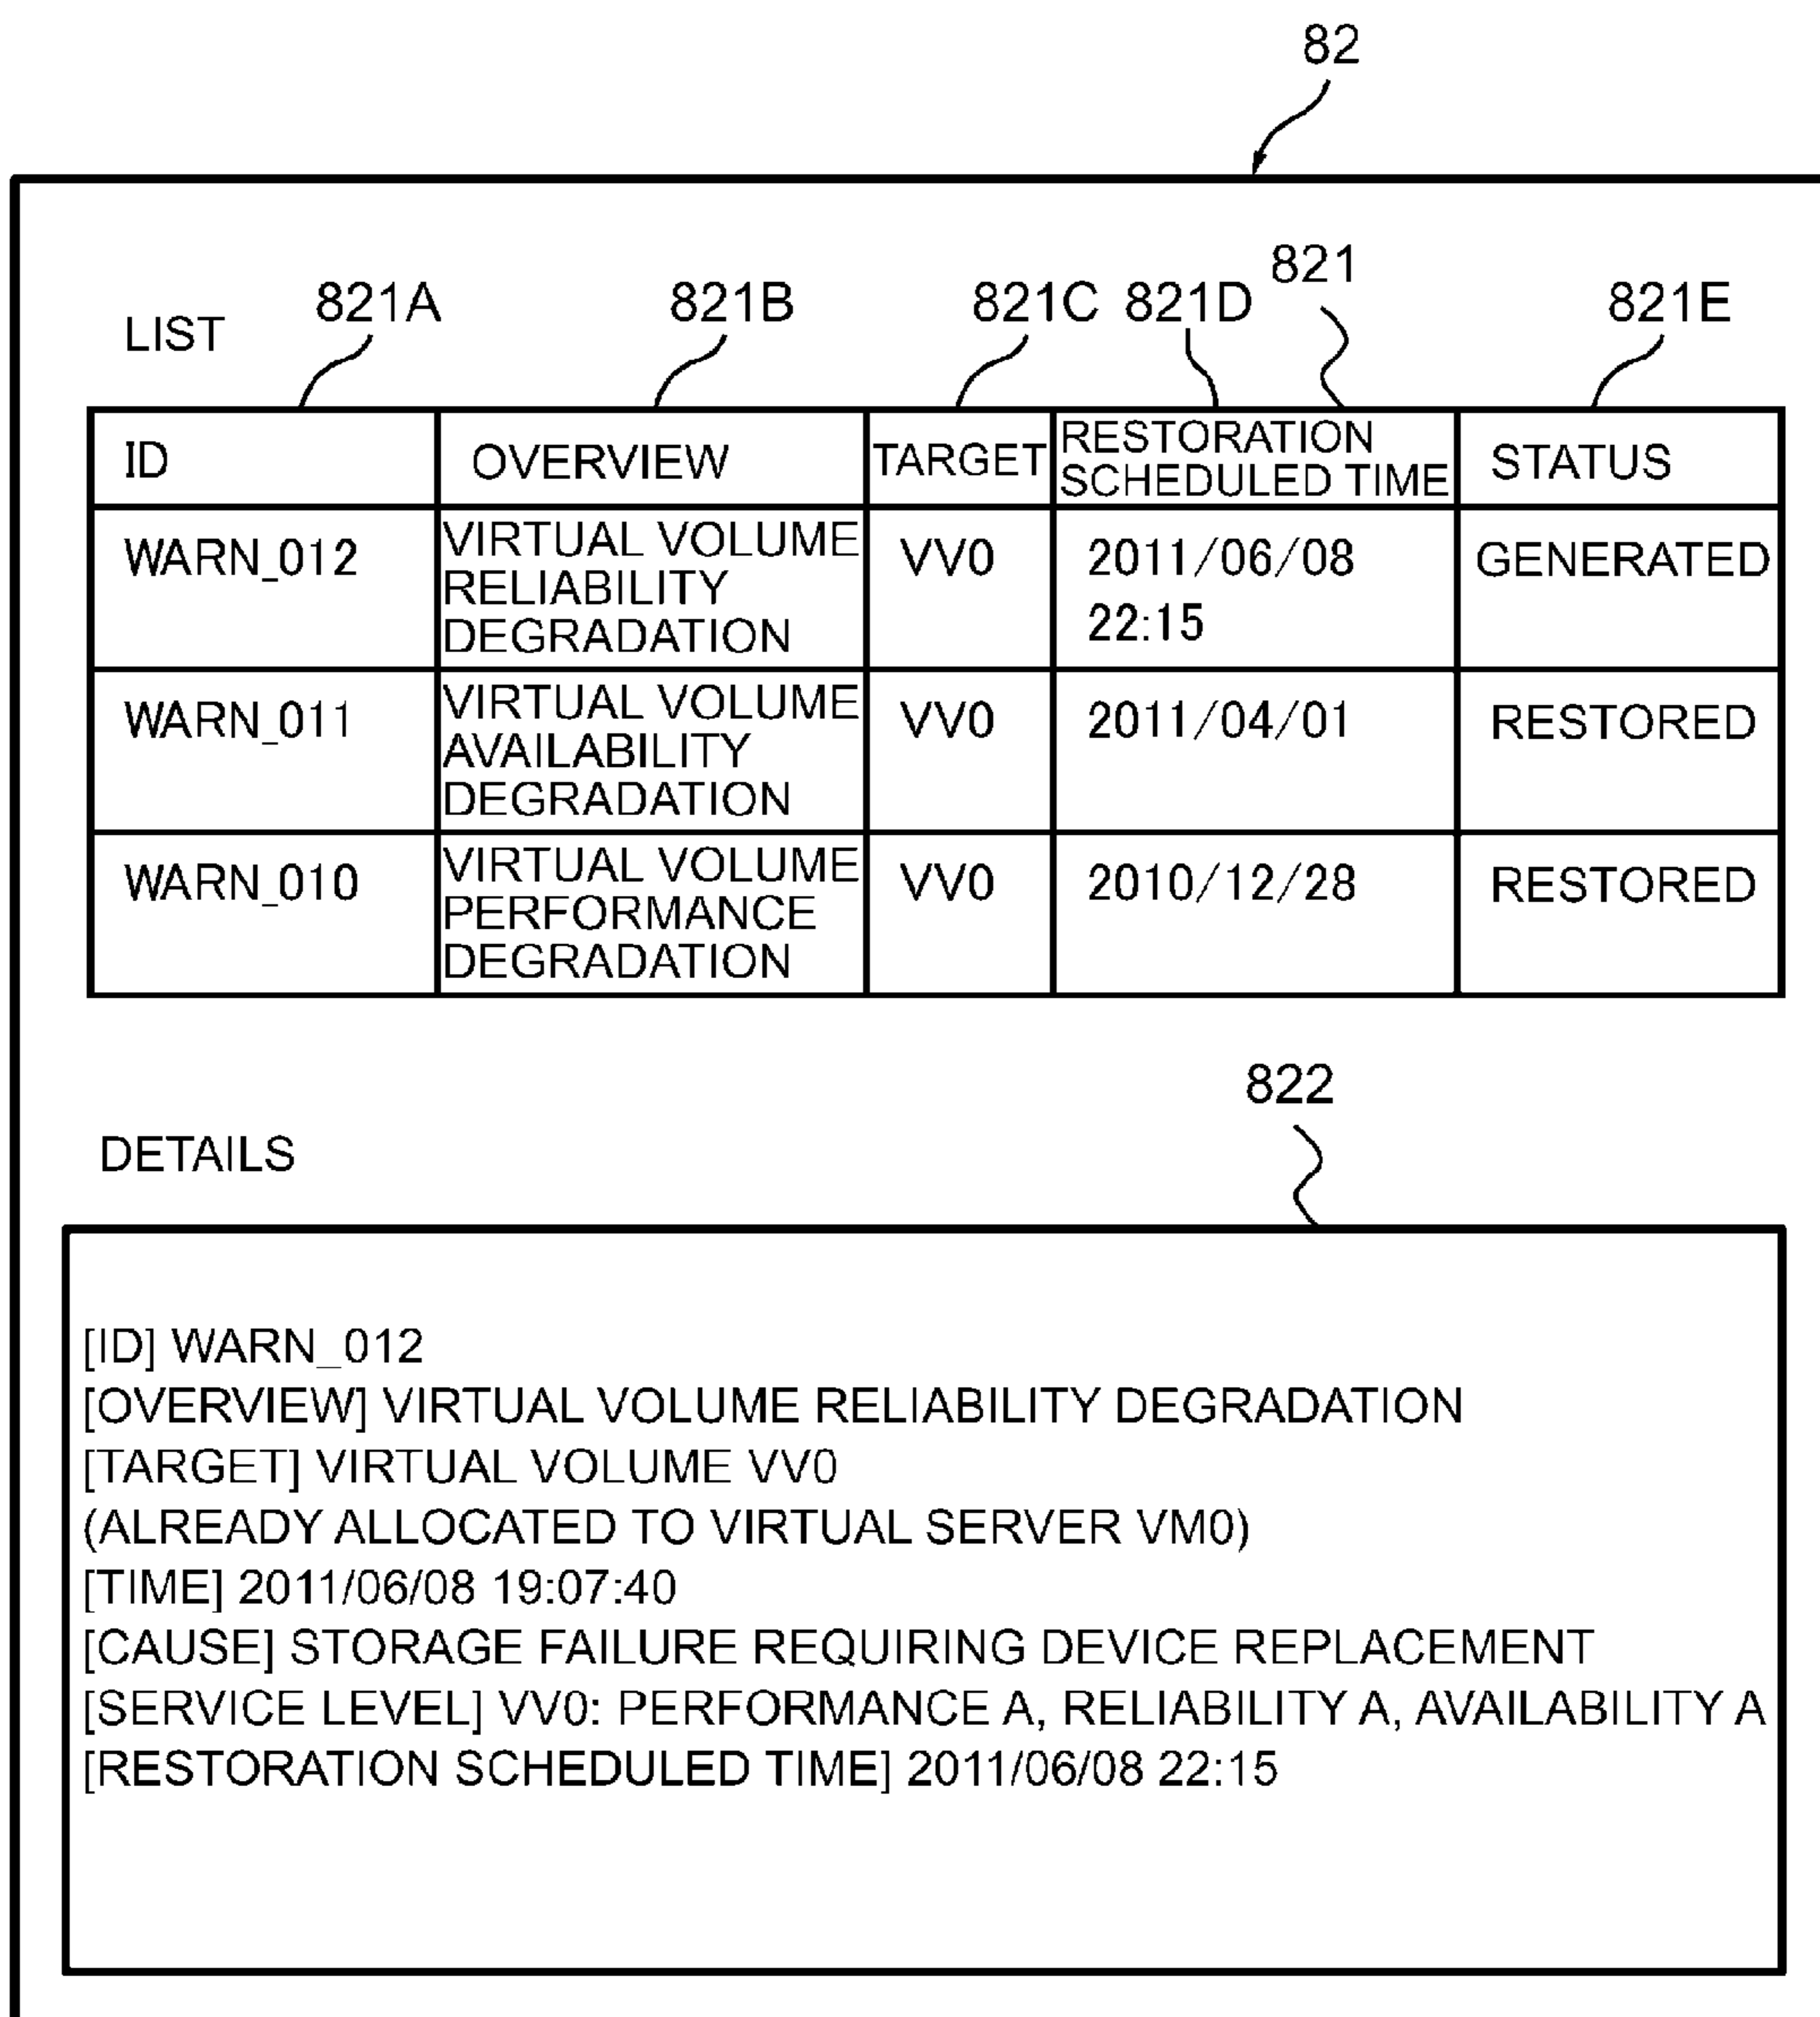 82
821
821A 821B 821C 821D 821E
LIST
ID OVERVIEW TARGET RESTORATION SCHEDULED TIME STATUS
WARN_012 VIRTUAL VOLUME VV0 2011/06/08 GENERATED
RELIABILITY 22:15
DEGRADATION
WARN_011 VIRTUAL VOLUME VV0 2011/04/01 RESTORED
AVAILABILITY
DEGRADATION
WARN_010 VIRTUAL VOLUME VV0 2010/12/28 RESTORED
PERFORMANCE
DEGRADATION
822
DETAILS
[ID] WARN_012
[OVERVIEW] VIRTUAL VOLUME RELIABILITY DEGRADATION
[TARGET] VIRTUAL VOLUME VV0
(ALREADY ALLOCATED TO VIRTUAL SERVER VM0)
[TIME] 2011/06/08 19:07:40
[CAUSE] STORAGE FAILURE REQUIRING DEVICE REPLACEMENT
[SERVICE LEVEL] VV0: PERFORMANCE A, RELIABILITY A, AVAILABILITY A
[RESTORATION SCHEDULED TIME] 2011/06/08 22:15